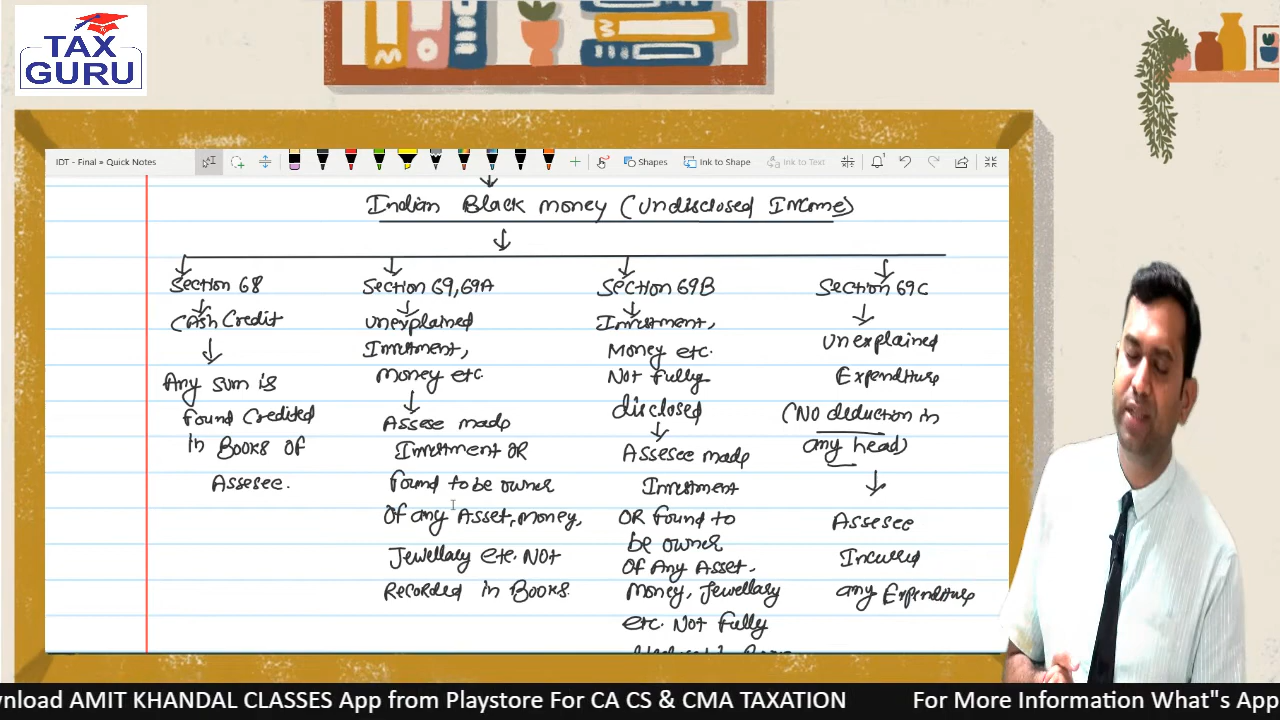 TAX
GURU
IDT - Final » Quick Notes
Shapes
Ink to Shape
Ink to Text
Indian Black money (Undisclosed Income)
Section 68
Cash Credit
Any sum is
found Credited
in Books of
Assesee.
Section 69, 69A
Unexplained
Investment,
Money etc.
Assese made
Investment OR
found to be owner
Of any Asset, money,
Jewellary etc. Not
Recorded in Books.
Section 69B
Investment,
Money etc.
Not fully
disclosed
Assesee made
Investment
OR found to
be owner
Of Any Asset.
Money, Jewellary
etc. Not fully
Section 69C
Unexplained
Expenditure
(No deduction in
any head)
Assesee
Incurred
any Expenditure
wnload AMIT KHANDAL CLASSES App from Playstore For CA CS & CMA TAXATION
For More Information What"s App